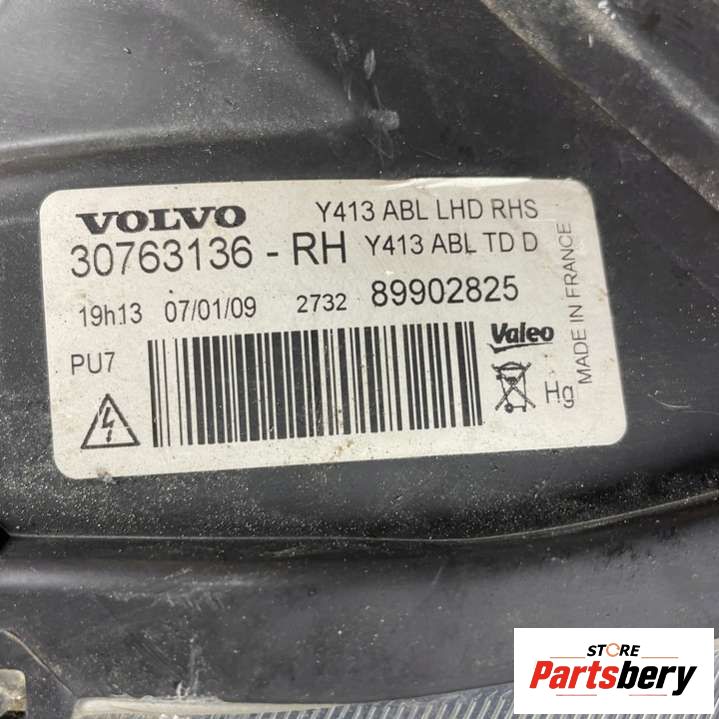 VOLVO
Y413 ABL LHD RHS
30763136 - RH
Y413 ABL TD D
19h13 07/01/09 2732 89902825
PU7
Valeo
MADE IN FRANCE
Hg
STORE
Partsbery